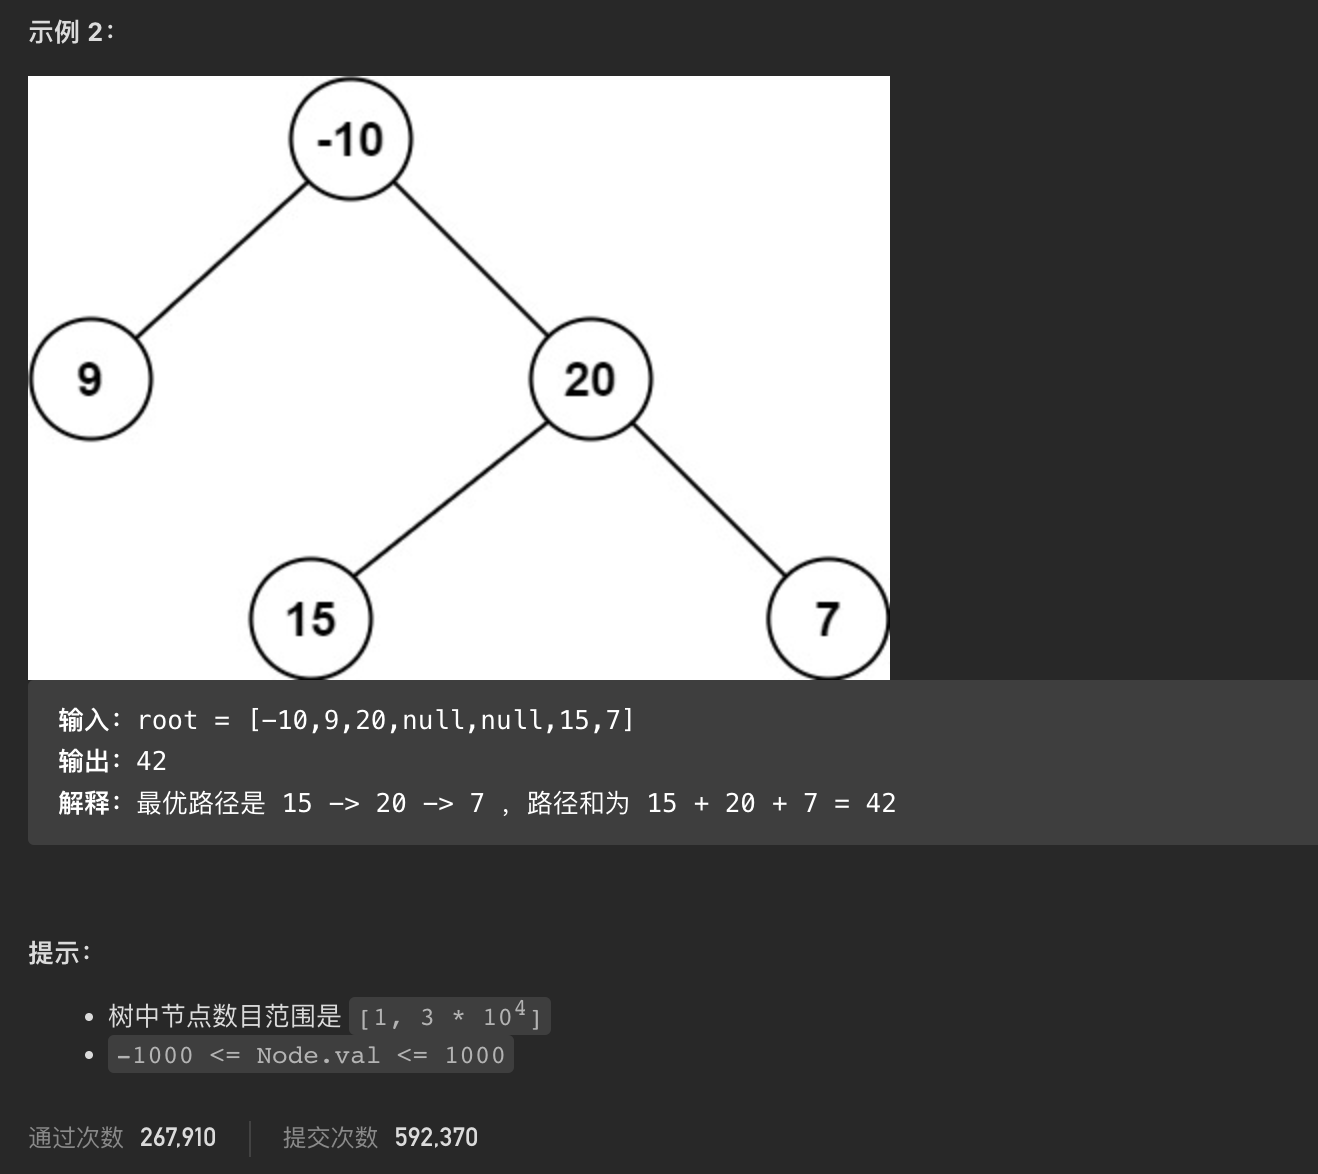 示例 2：
-10
9
20
15
7
输入：root = [-10,9,20,null,null,15,7]
输出：42
解释：最优路径是 15 -> 20 -> 7 ，路径和为 15 + 20 + 7 = 42
提示：
• 树中节点数目范围是 [1, 3 * 10⁴]
• -1000 <= Node.val <= 1000
通过次数 267,910 | 提交次数 592,370